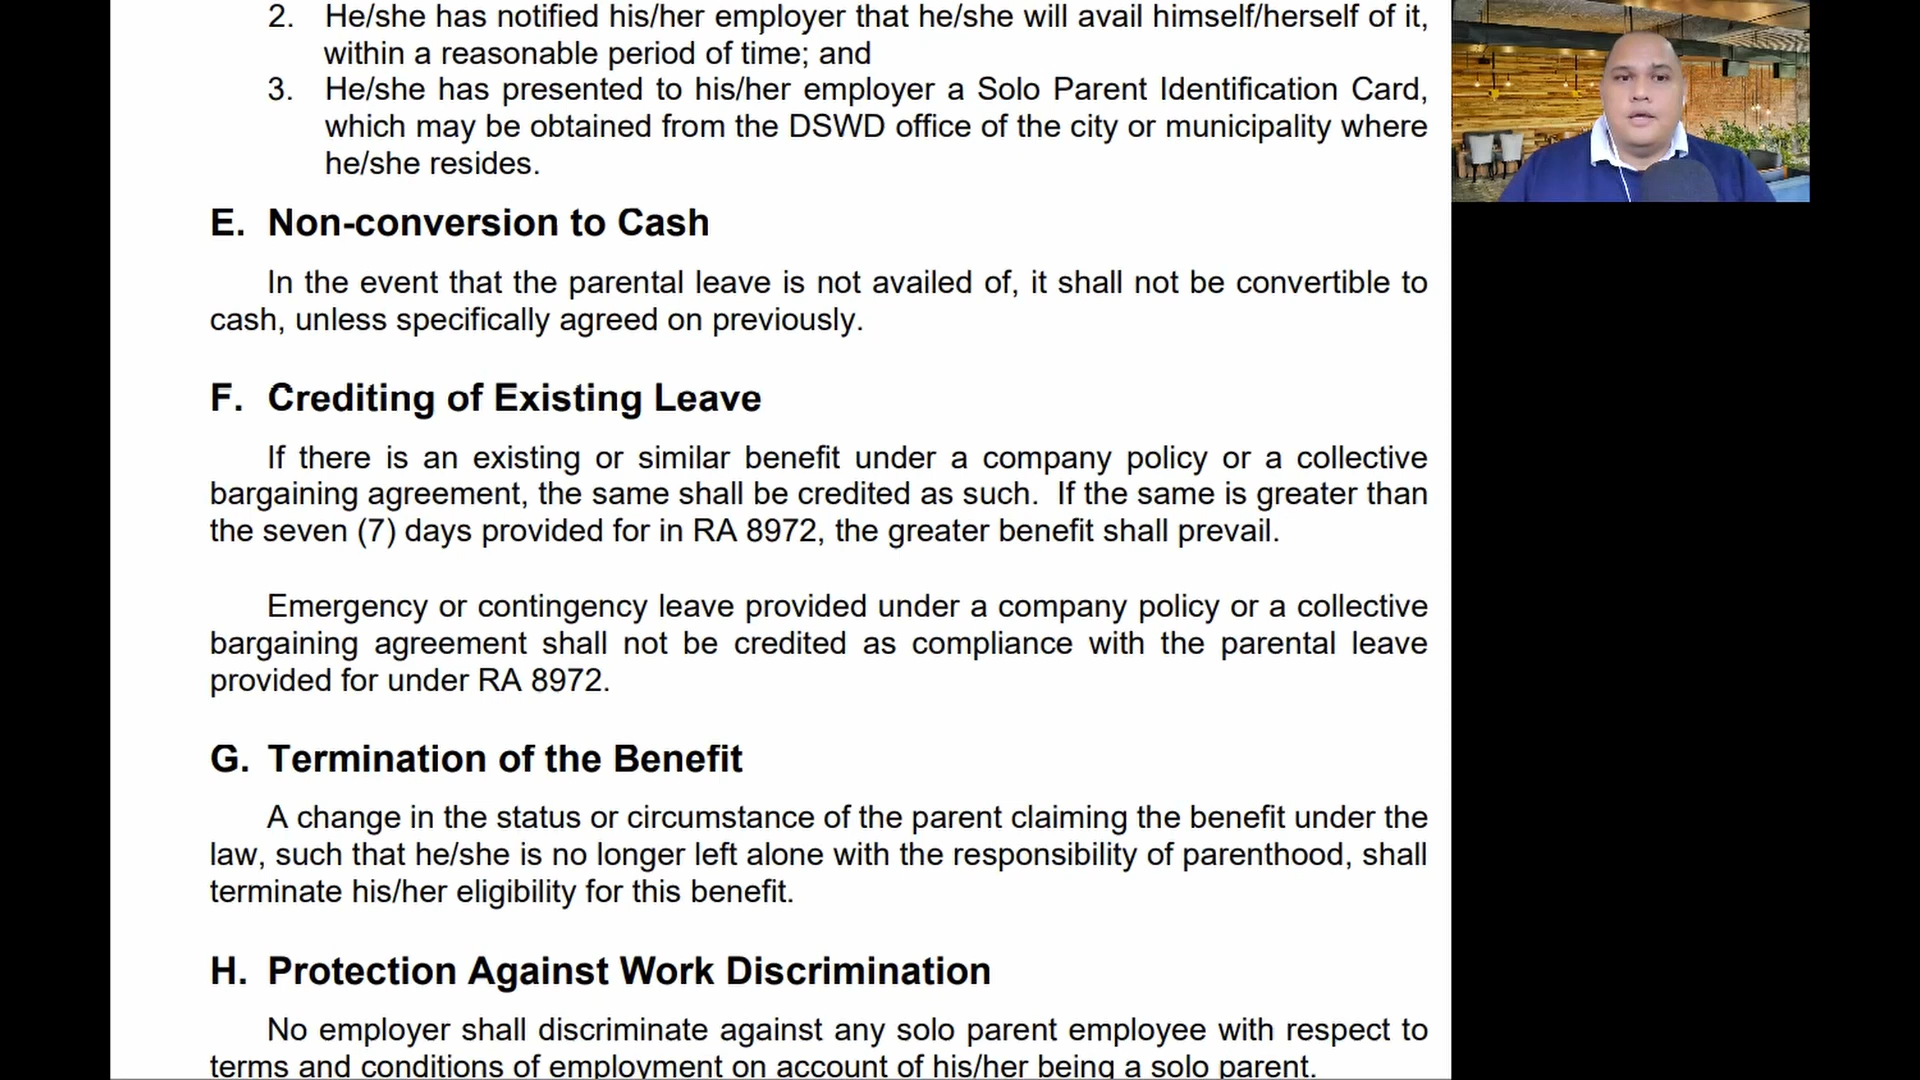 2. He/she has notified his/her employer that he/she will avail himself/herself of it,
within a reasonable period of time; and
3. He/she has presented to his/her employer a Solo Parent Identification Card,
which may be obtained from the DSWD office of the city or municipality where
he/she resides.
E. Non-conversion to Cash
In the event that the parental leave is not availed of, it shall not be convertible to
cash, unless specifically agreed on previously.
F. Crediting of Existing Leave
If there is an existing or similar benefit under a company policy or a collective
bargaining agreement, the same shall be credited as such. If the same is greater than
the seven (7) days provided for in RA 8972, the greater benefit shall prevail.
Emergency or contingency leave provided under a company policy or a collective
bargaining agreement shall not be credited as compliance with the parental leave
provided for under RA 8972.
G. Termination of the Benefit
A change in the status or circumstance of the parent claiming the benefit under the
law, such that he/she is no longer left alone with the responsibility of parenthood, shall
terminate his/her eligibility for this benefit.
H. Protection Against Work Discrimination
No employer shall discriminate against any solo parent employee with respect to
terms and conditions of employment on account of his/her being a solo parent.